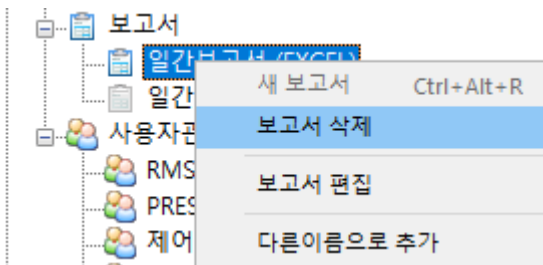 보고서
일간보고서 (EXCEL)
새 보고서 Ctrl+Alt+R
일간
보고서 삭제
사용자관
RMS
보고서 편집
PRES
제어
다른이름으로 추가